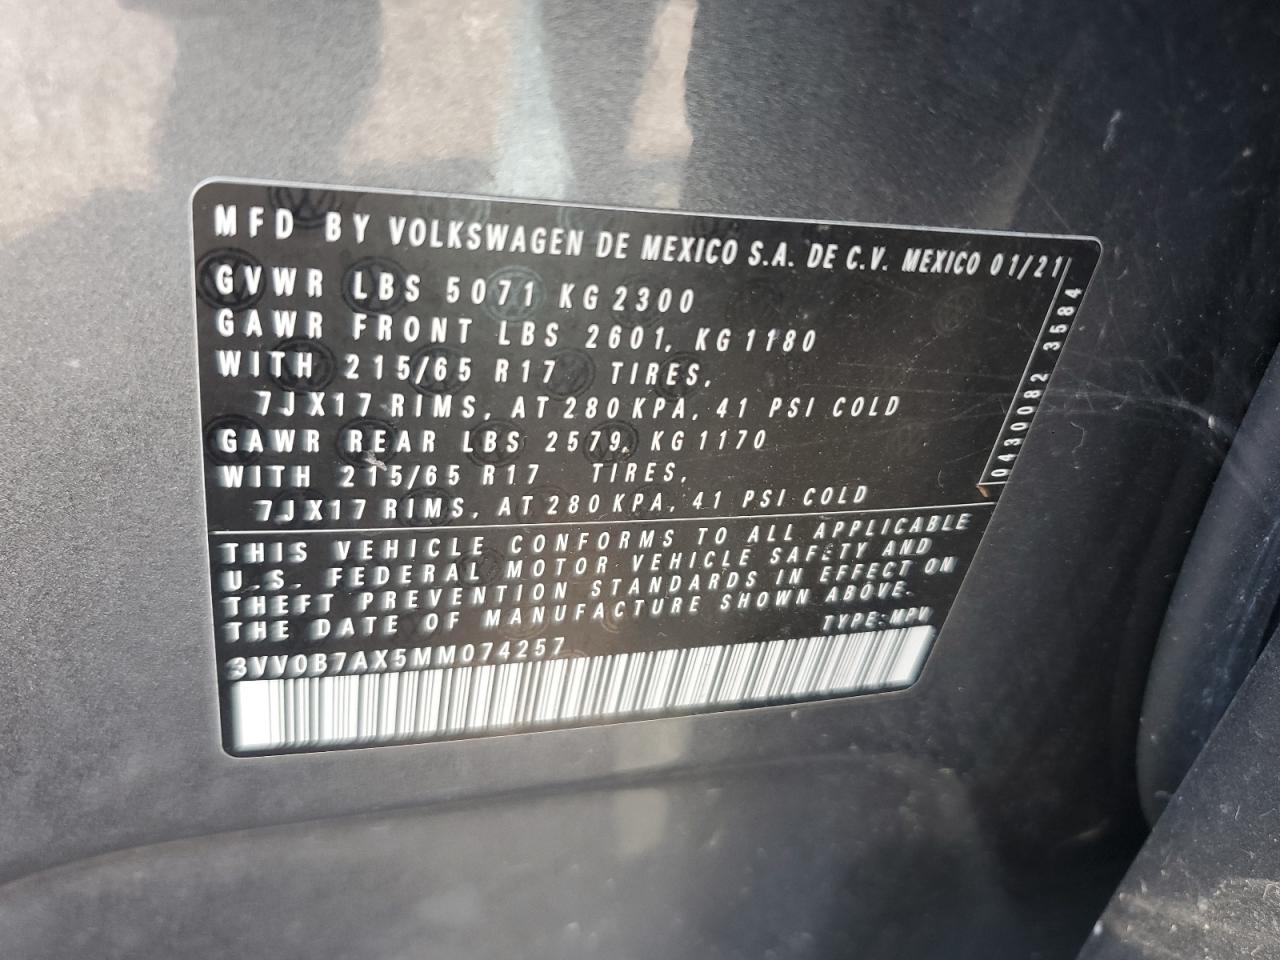 MFD BY VOLKSWAGEN DE MEXICO S.A. DE C.V. MEXICO 01/21
GVWR LBS 5071 KG 2300
GAWR FRONT LBS 2601, KG 1180
WITH 215/65 R17 TIRES,
7JX17 RIMS, AT 280 KPA, 41 PSI COLD
GAWR REAR LBS 2579, KG 1170
WITH 215/65 R17 TIRES,
7JX17 RIMS, AT 280 KPA, 41 PSI COLD
0430082 3584
THIS VEHICLE CONFORMS TO ALL APPLICABLE
U.S. FEDERAL MOTOR VEHICLE SAFETY AND
THEFT PREVENTION STANDARDS IN EFFECT ON
THE DATE OF MANUFACTURE SHOWN ABOVE.
TYPE: MPV
3VV0B7AX5MM074257